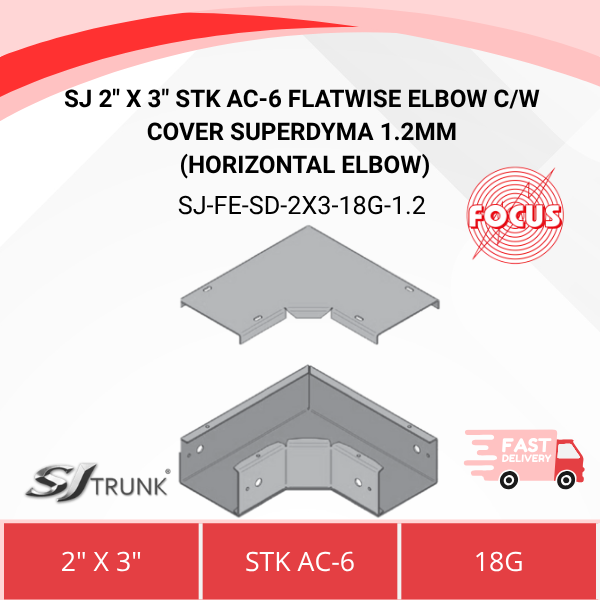 SJ 2" X 3" STK AC-6 FLATWISE ELBOW C/W
COVER SUPERDYMA 1.2MM
(HORIZONTAL ELBOW)
SJ-FE-SD-2X3-18G-1.2
FOCUS
FAST
DELIVERY
SJ TRUNK®
2" X 3"
STK AC-6
18G